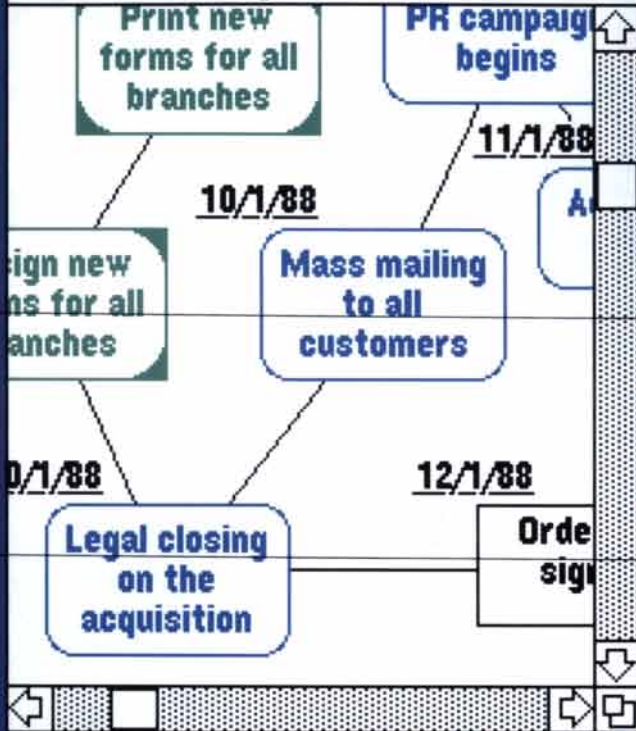 Print new
forms for all
branches
PR campaig
begins
11/1/88
10/1/88
A
ign new
ms for all
anches
Mass mailing
to all
customers
0/1/88
12/1/88
Legal closing
on the
acquisition
Orde
sig